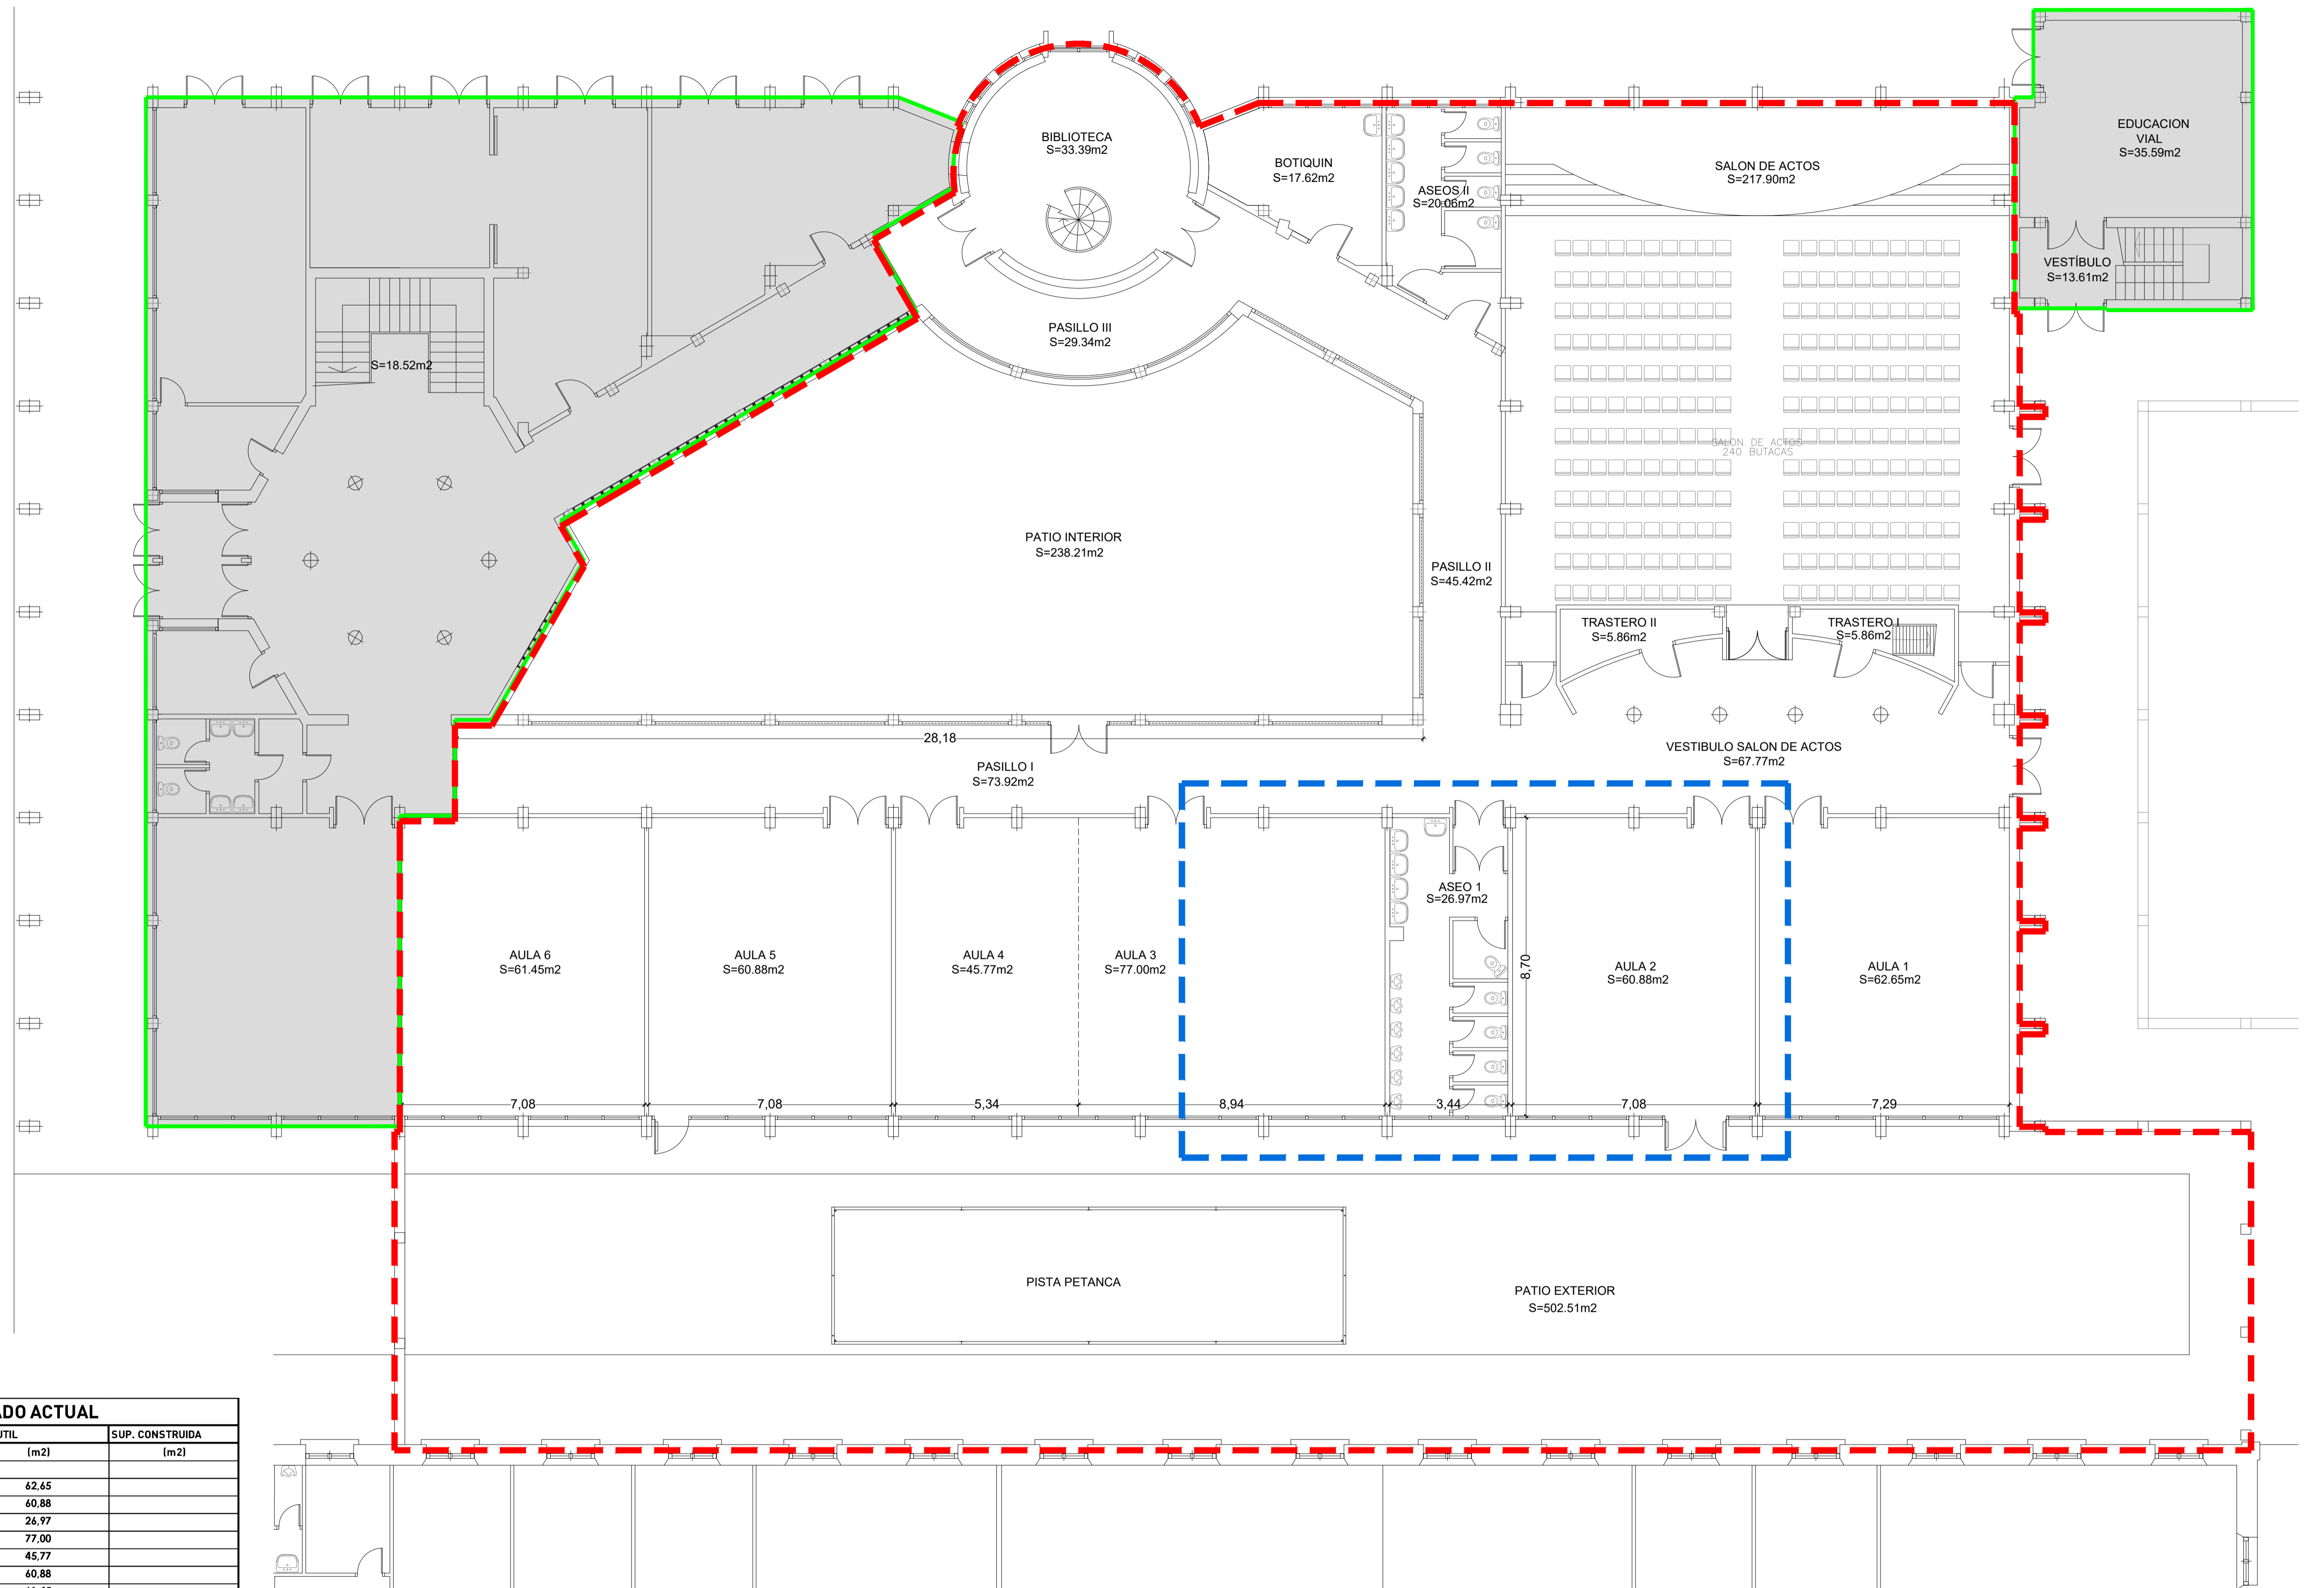 BIBLIOTECA
S=33.39m2
EDUCACION
VIAL
S=35.59m2
BOTIQUIN
S=17.62m2
SALON DE ACTOS
S=217.90m2
ASEOS II
S=20.06m2
VESTÍBULO
S=13.61m2
PASILLO III
S=29.34m2
S=18.52m2
SALON DE ACTOS
240 BUTACAS
PATIO INTERIOR
S=238.21m2
PASILLO II
S=45.42m2
TRASTERO II
S=5.86m2
TRASTERO I
S=5.86m2
28,18
VESTIBULO SALON DE ACTOS
S=67.77m2
PASILLO I
S=73.92m2
ASEO 1
S=26.97m2
AULA 6
S=61.45m2
AULA 5
S=60.88m2
AULA 4
S=45.77m2
AULA 3
S=77.00m2
8,70
AULA 2
S=60.88m2
AULA 1
S=62.65m2
7,08
7,08
5,34
8,94
3,44
7,08
7,29
PISTA PETANCA
PATIO EXTERIOR
S=502.51m2
ADO ACTUAL
UTIL SUP. CONSTRUIDA
(m2) (m2)
62,65
60,88
26,97
77,00
45,77
60,88